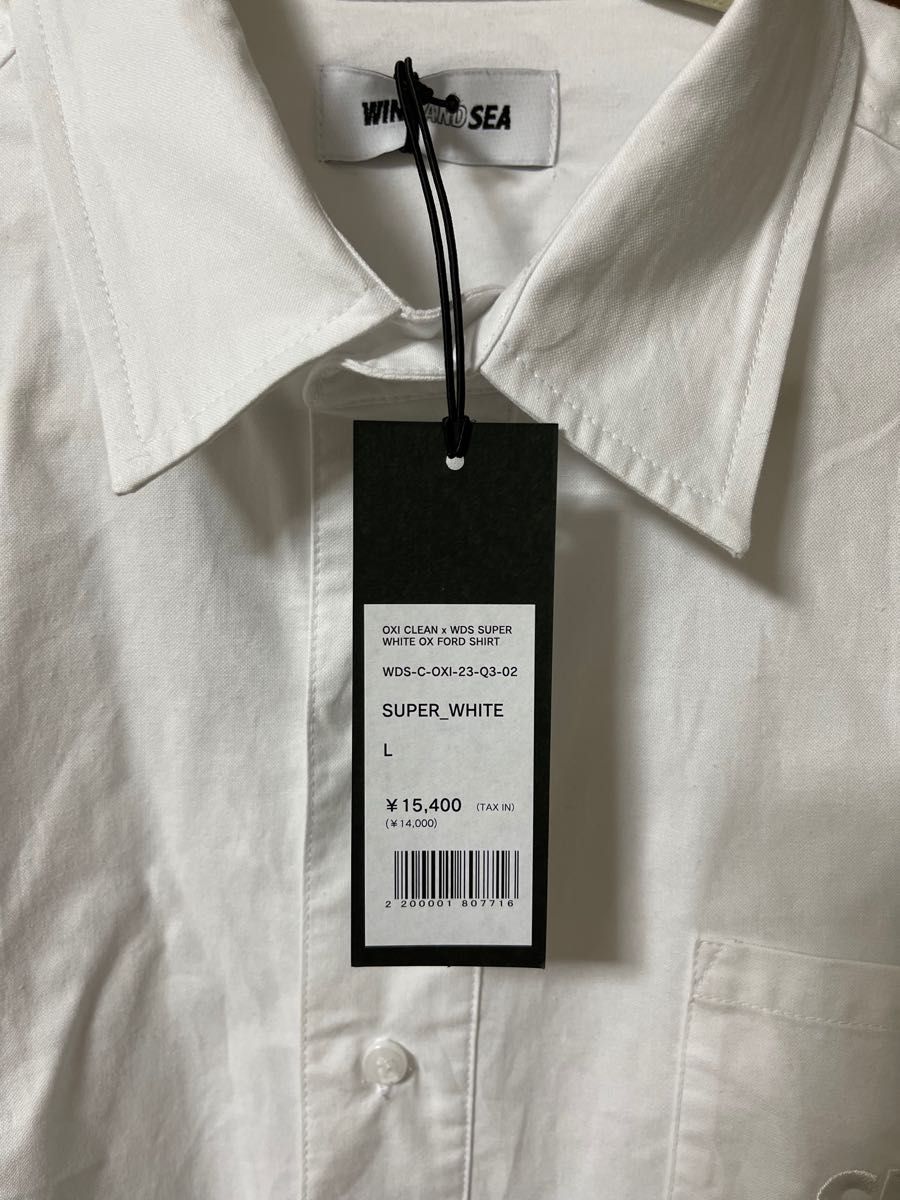 AND SEA
OXI CLEAN x WDS SUPER
WHITE OX FORD SHIRT
WDS-C-OXI-23-Q3-02
SUPER_WHITE
L
¥15,400 (TAX IN)
(¥14,000)
2 200001 807716